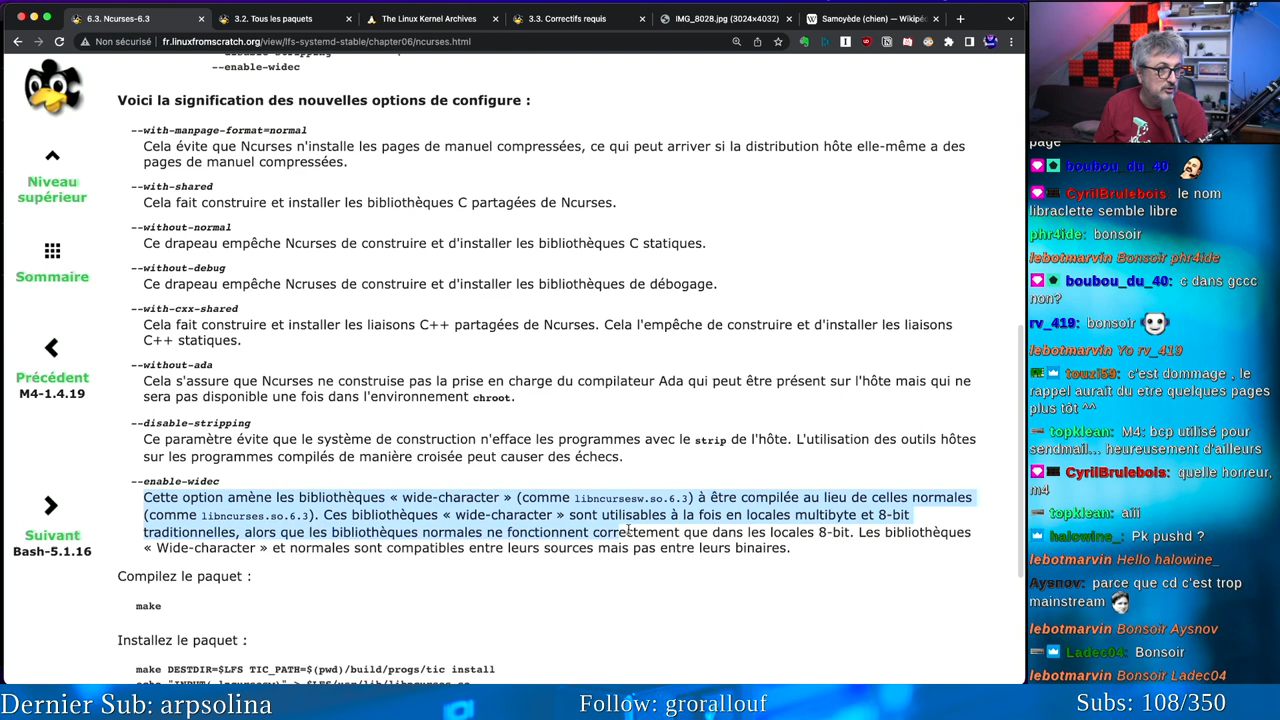 6.3. Ncurses-6.3
3.2. Tous les paquets
The Linux Kernel Archives
3.3. Correctifs requis
IMG_8028.jpg (3024×4032)
Samoyède (chien) — Wikipé
Non sécurisé
fr.linuxfromscratch.org/view/lfs-systemd-stable/chapter06/ncurses.html
--enable-widec
Voici la signification des nouvelles options de configure :
--with-manpage-format=normal
Cela évite que Ncurses n'installe les pages de manuel compressées, ce qui peut arriver si la distribution hôte elle-même a des
pages de manuel compressées.
--with-shared
Cela fait construire et installer les bibliothèques C partagées de Ncurses.
--without-normal
Ce drapeau empêche Ncurses de construire et d'installer les bibliothèques C statiques.
--without-debug
Ce drapeau empêche Ncruses de construire et d'installer les bibliothèques de débogage.
--with-cxx-shared
Cela fait construire et installer les liaisons C++ partagées de Ncurses. Cela l'empêche de construire et d'installer les liaisons
C++ statiques.
--without-ada
Cela s'assure que Ncurses ne construise pas la prise en charge du compilateur Ada qui peut être présent sur l'hôte mais qui ne
sera pas disponible une fois dans l'environnement chroot.
--disable-stripping
Ce paramètre évite que le système de construction n'efface les programmes avec le strip de l'hôte. L'utilisation des outils hôtes
sur les programmes compilés de manière croisée peut causer des échecs.
--enable-widec
Cette option amène les bibliothèques « wide-character » (comme libncursesw.so.6.3) à être compilée au lieu de celles normales
(comme libncurses.so.6.3). Ces bibliothèques « wide-character » sont utilisables à la fois en locales multibyte et 8-bit
traditionnelles, alors que les bibliothèques normales ne fonctionnent correctement que dans les locales 8-bit. Les bibliothèques
« Wide-character » et normales sont compatibles entre leurs sources mais pas entre leurs binaires.
Compilez le paquet :
make
Installez le paquet :
make DESTDIR=$LFS TIC_PATH=$(pwd)/build/progs/tic install
Niveau
supérieur
Sommaire
Précédent
M4-1.4.19
Suivant
Bash-5.1.16
page
boubou_du_40
CyrilBrulebois: le nom
libraclette semble libre
phr4ide: bonsoir
lebotmarvin Bonsoir phr4ide
boubou_du_40: c dans gccc
non?
rv_419: bonsoir
lebotmarvin Yo rv_419
touzi59: c'est dommage , le
rappel aurait du etre quelques pages
plus tôt ^^
topklean: M4: bcp utilisé pour
sendmail... heureusement d'ailleurs
CyrilBrulebois: quelle horreur,
m4
topklean: aïïï
halowine_: Pk pushd ?
lebotmarvin Hello halowine_
Aysnov: parce que cd c'est trop
mainstream
lebotmarvin Bonsoir Aysnov
Ladec04: Bonsoir
lebotmarvin Bonsoir Ladec04
Dernier Sub: arpsolina
Follow: grorallouf
Subs: 108/350